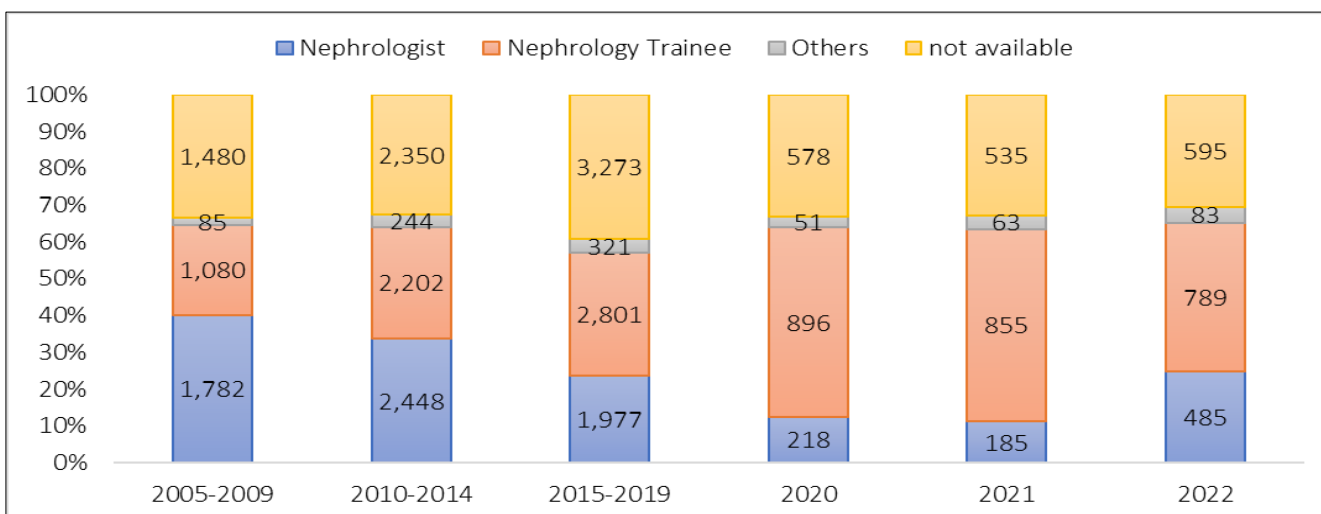 Nephrologist Nephrology Trainee Others not available
100%
90%
80%
70%
60%
50%
40%
30%
20%
10%
0%
1,480 2,350 3,273 578 535 595
85 244 321 51 63 83
1,080 2,202 2,801 896 855 789
1,782 2,448 1,977 218 185 485
2005-2009 2010-2014 2015-2019 2020 2021 2022